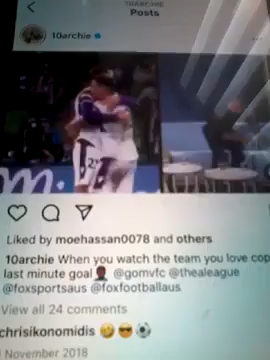 10ARCHIE
Posts
10archie
Liked by moehassan0078 and others
10archie When you watch the team you love cop
last minute goal @gomvfc @thealeague
@foxsportsaus @foxfootballaus
View all 24 comments
chrisikonomidis
November 2018